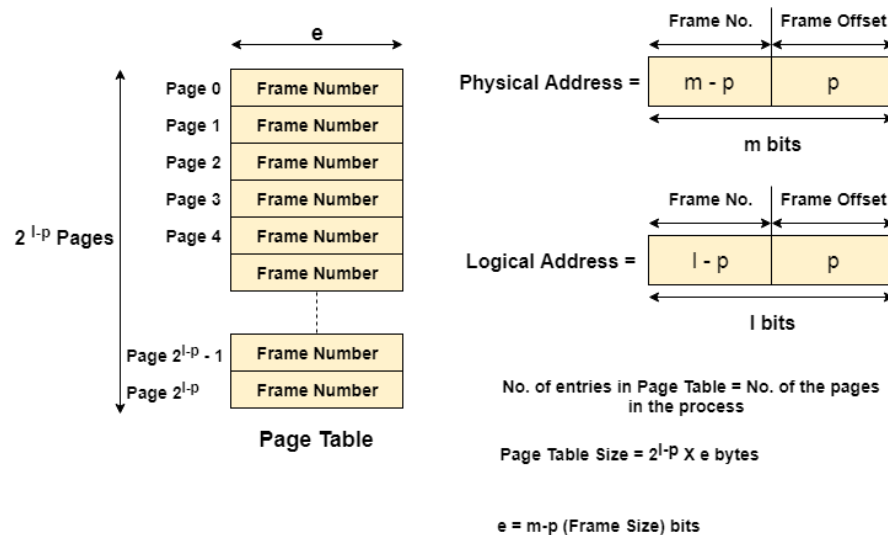 e
Page 0 Frame Number
Page 1 Frame Number
Page 2 Frame Number
Page 3 Frame Number
Page 4 Frame Number
Frame Number
2 l-p Pages
Page 2^l-p - 1 Frame Number
Page 2^l-p Frame Number
Page Table
Frame No. Frame Offset
Physical Address = m - p p
m bits
Frame No. Frame Offset
Logical Address = l - p p
l bits
No. of entries in Page Table = No. of the pages
in the process
Page Table Size = 2^l-p X e bytes
e = m-p (Frame Size) bits